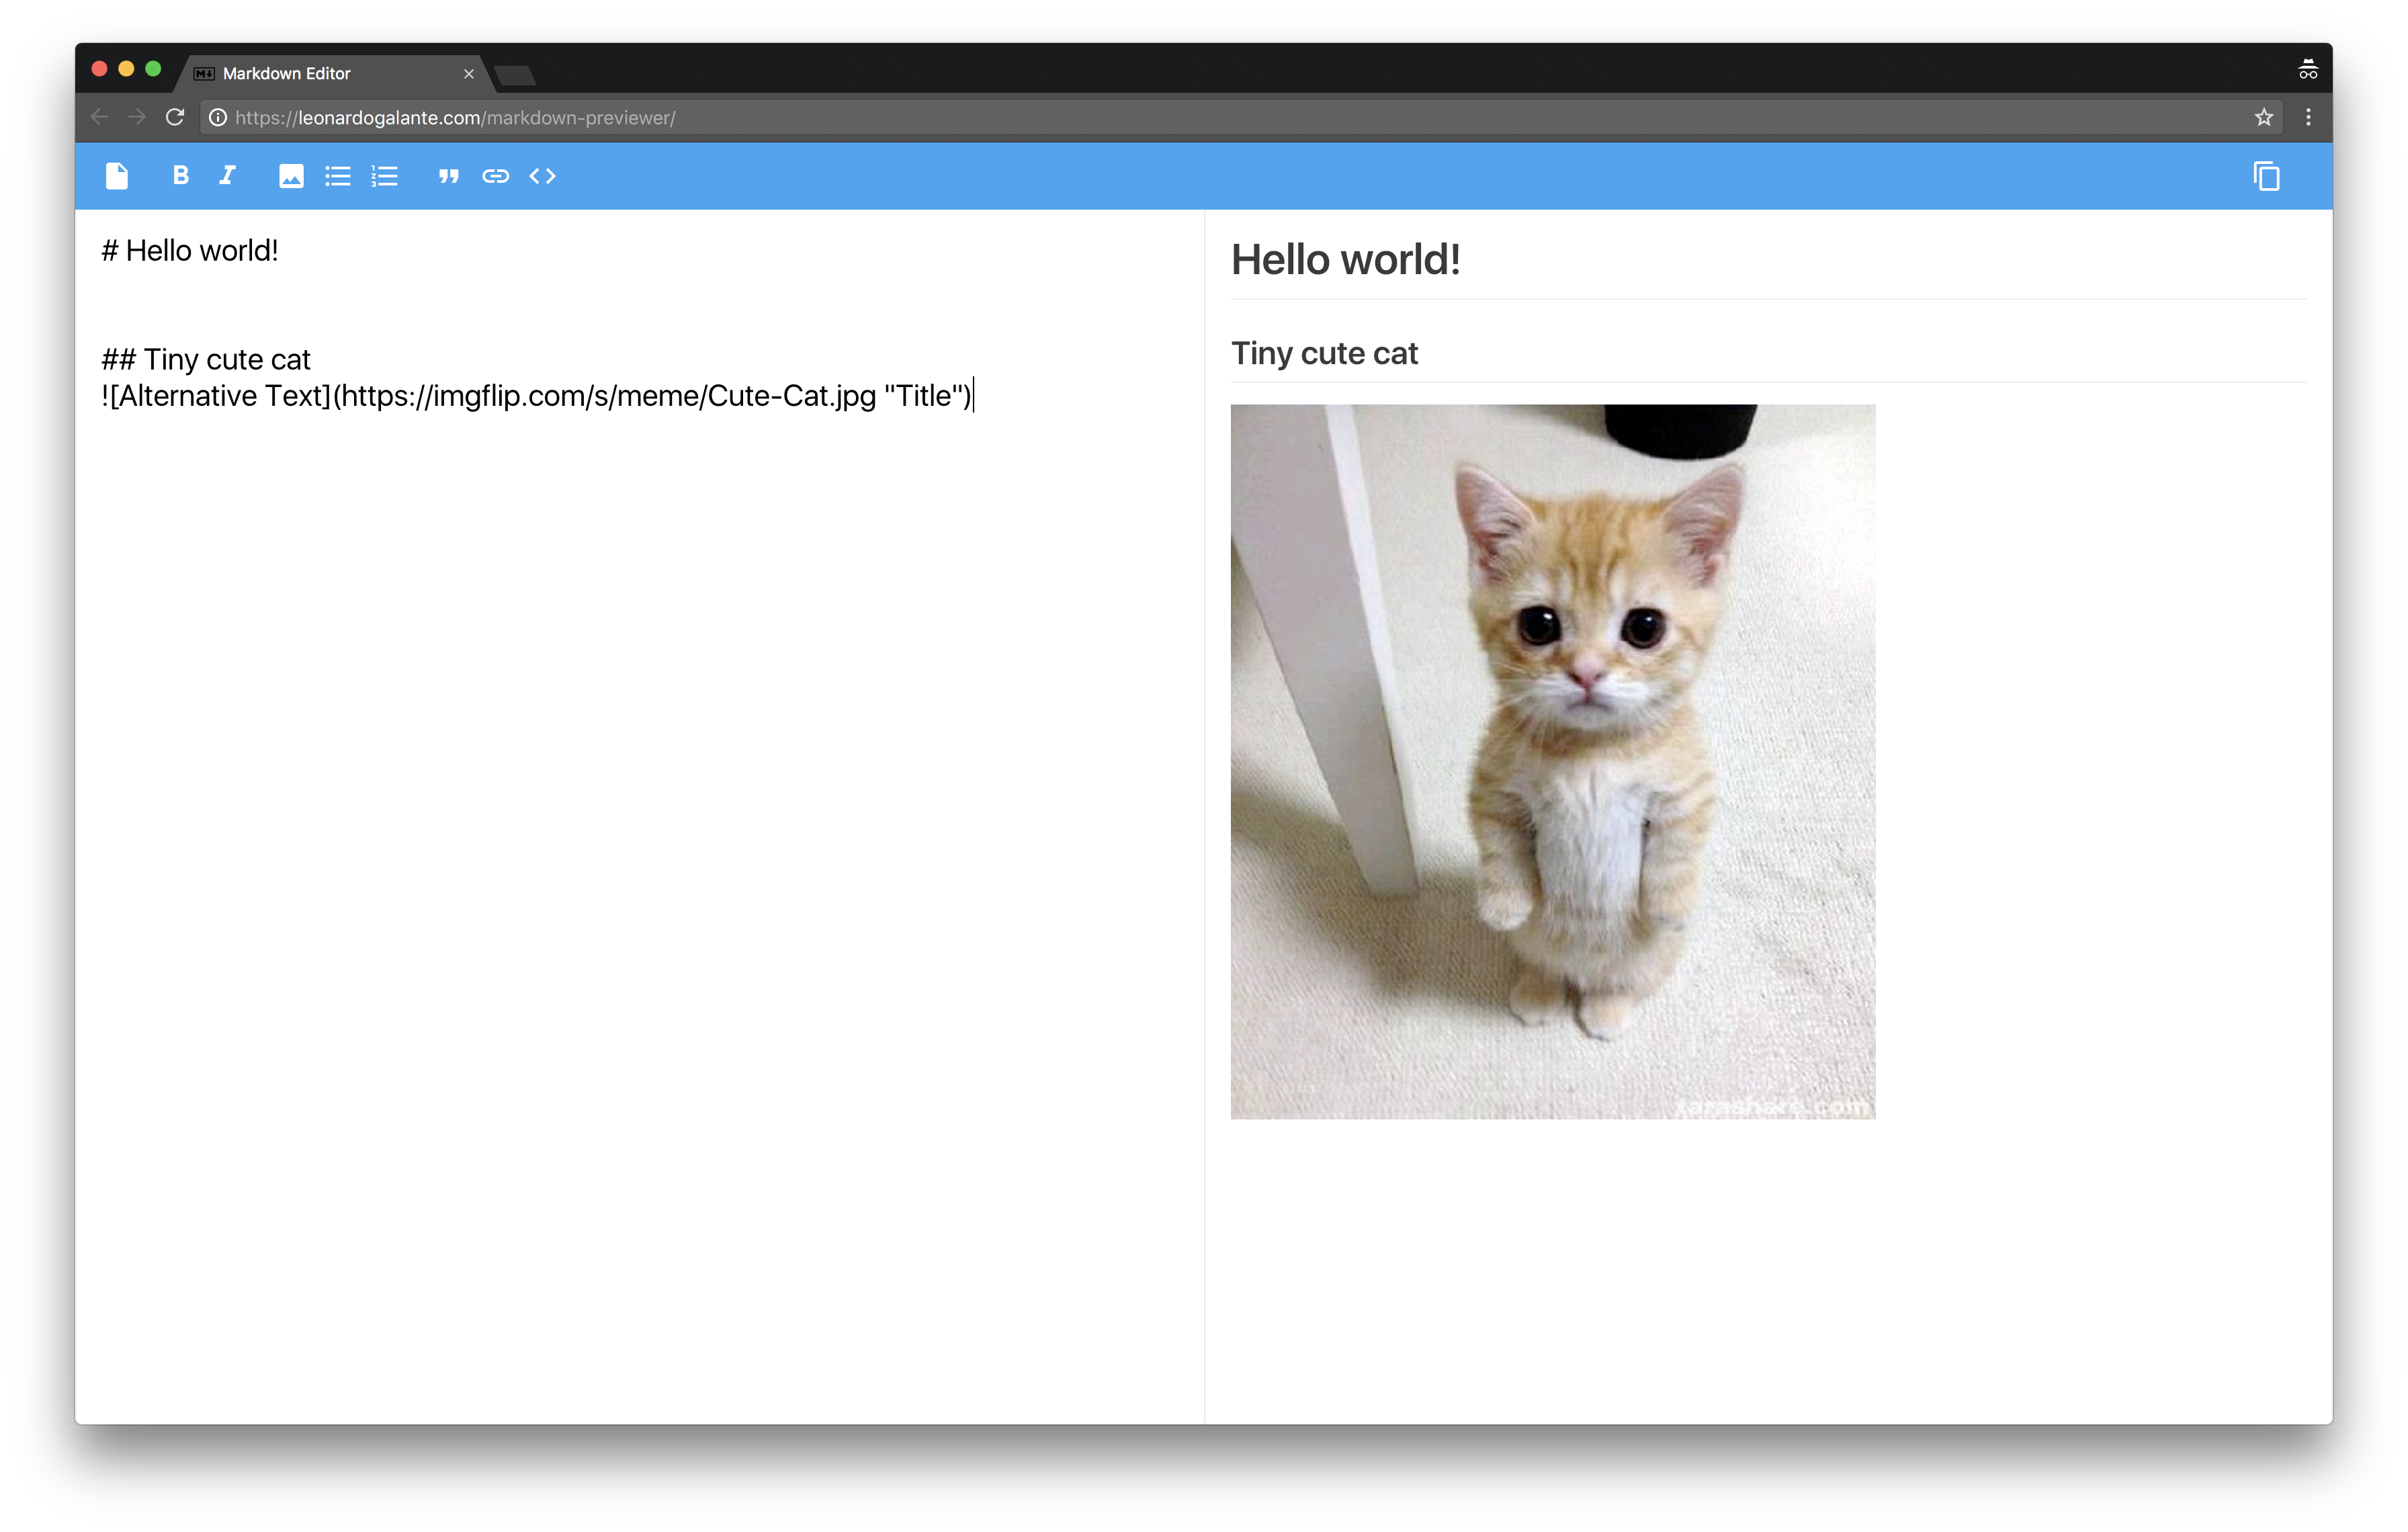 Markdown Editor
https://leonardogalante.com/markdown-previewer/
# Hello world!
## Tiny cute cat
![Alternative Text](https://imgflip.com/s/meme/Cute-Cat.jpg "Title")
Hello world!
Tiny cute cat